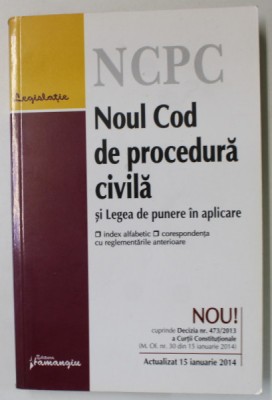 NCPC
Legislație
Noul Cod
de procedură
civilă
și Legea de punere în aplicare
❐ index alfabetic ❐ corespondența
cu reglementările anterioare
NOU!
cuprinde Decizia nr. 473/2013
a Curții Constituționale
(M. Of. nr. 30 din 15 ianuarie 2014)
Actualizat 15 ianuarie 2014
Editura
Hamangiu